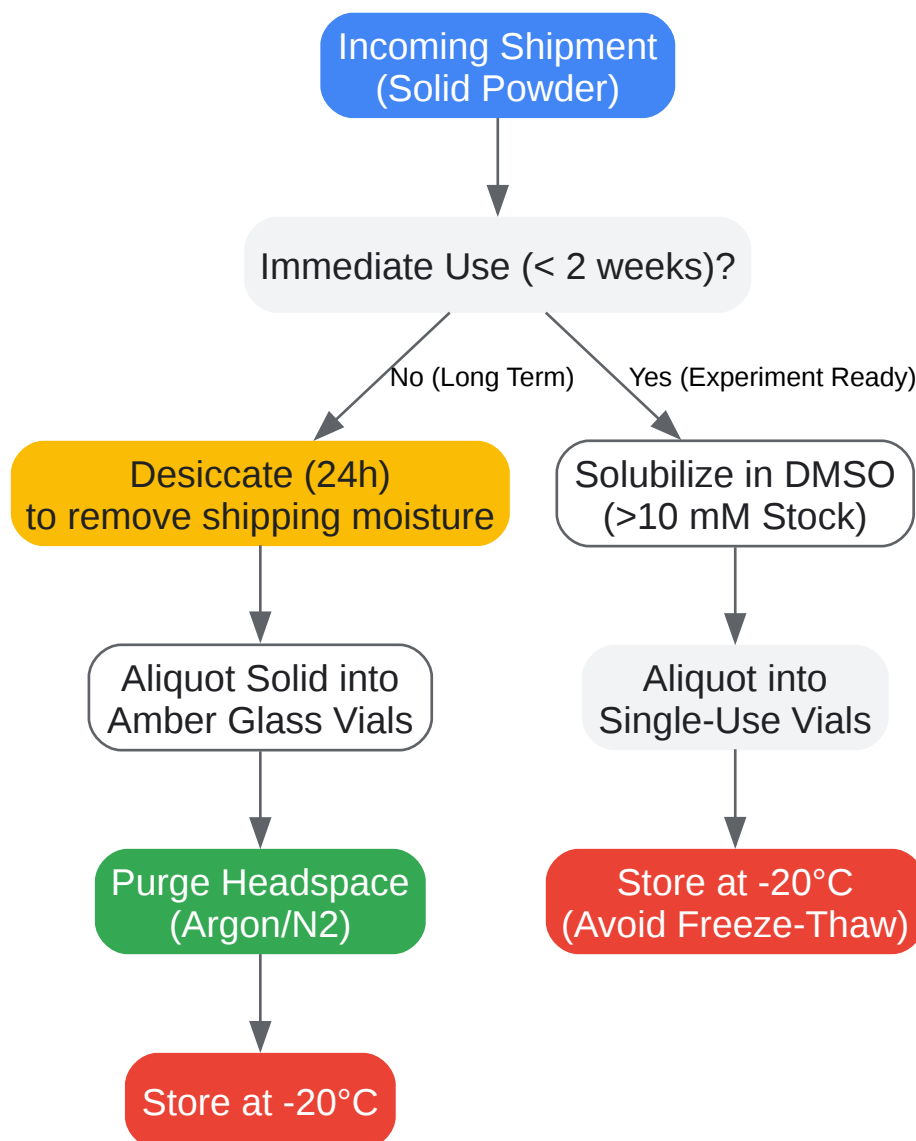 Incoming Shipment
(Solid Powder)
Immediate Use (< 2 weeks)?
No (Long Term)
Yes (Experiment Ready)
Desiccate (24h)
to remove shipping moisture
Solubilize in DMSO
(>10 mM Stock)
Aliquot Solid into
Amber Glass Vials
Aliquot into
Single-Use Vials
Purge Headspace
(Argon/N2)
Store at -20°C
(Avoid Freeze-Thaw)
Store at -20°C